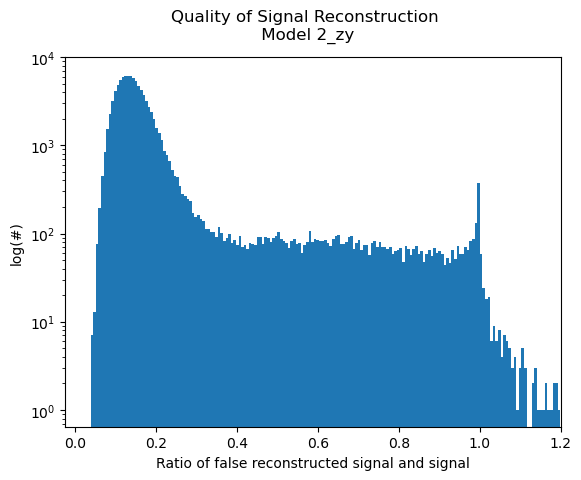 Quality of Signal Reconstruction
Model 2_zy
10^4
10^3
10^2
10^1
10^0
log(#)
0.0 0.2 0.4 0.6 0.8 1.0 1.2
Ratio of false reconstructed signal and signal